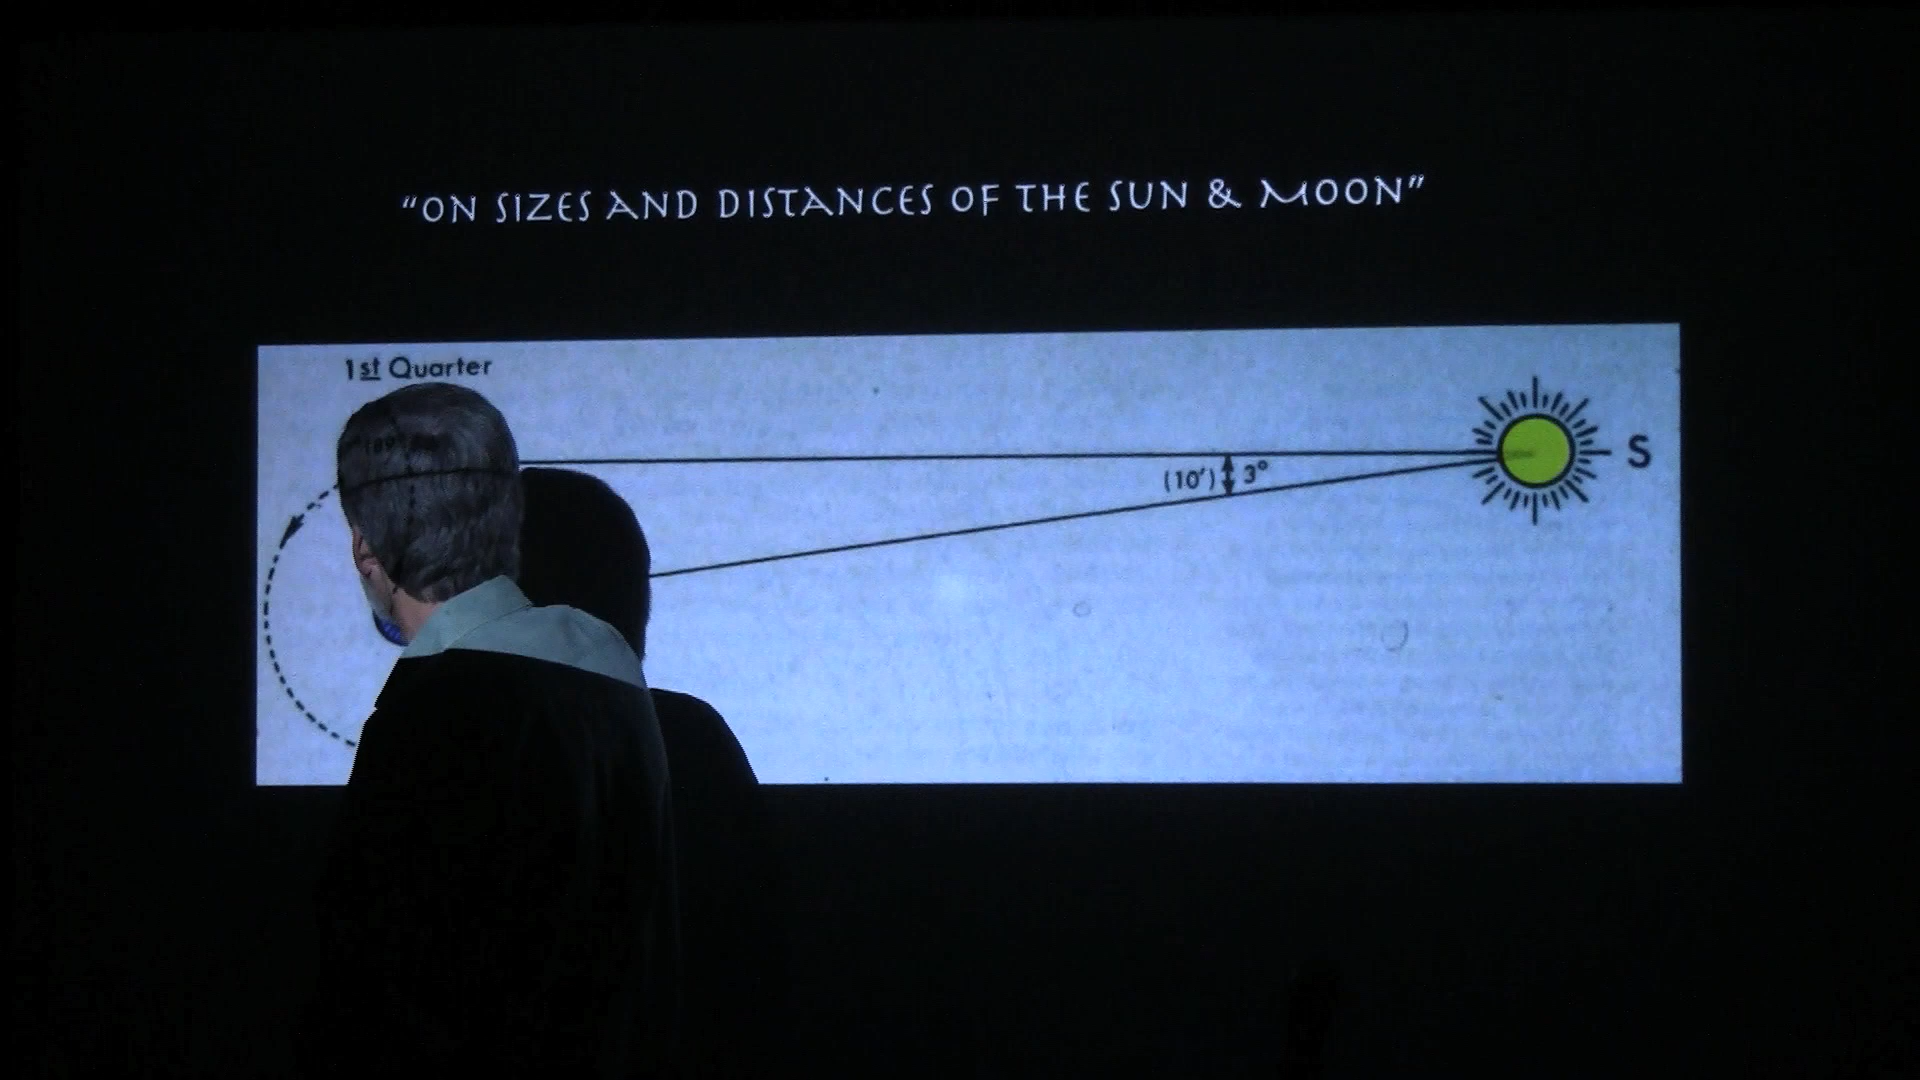 “ON SIZES AND DISTANCES OF THE SUN & MOON”
1st Quarter
(10′) 3° S